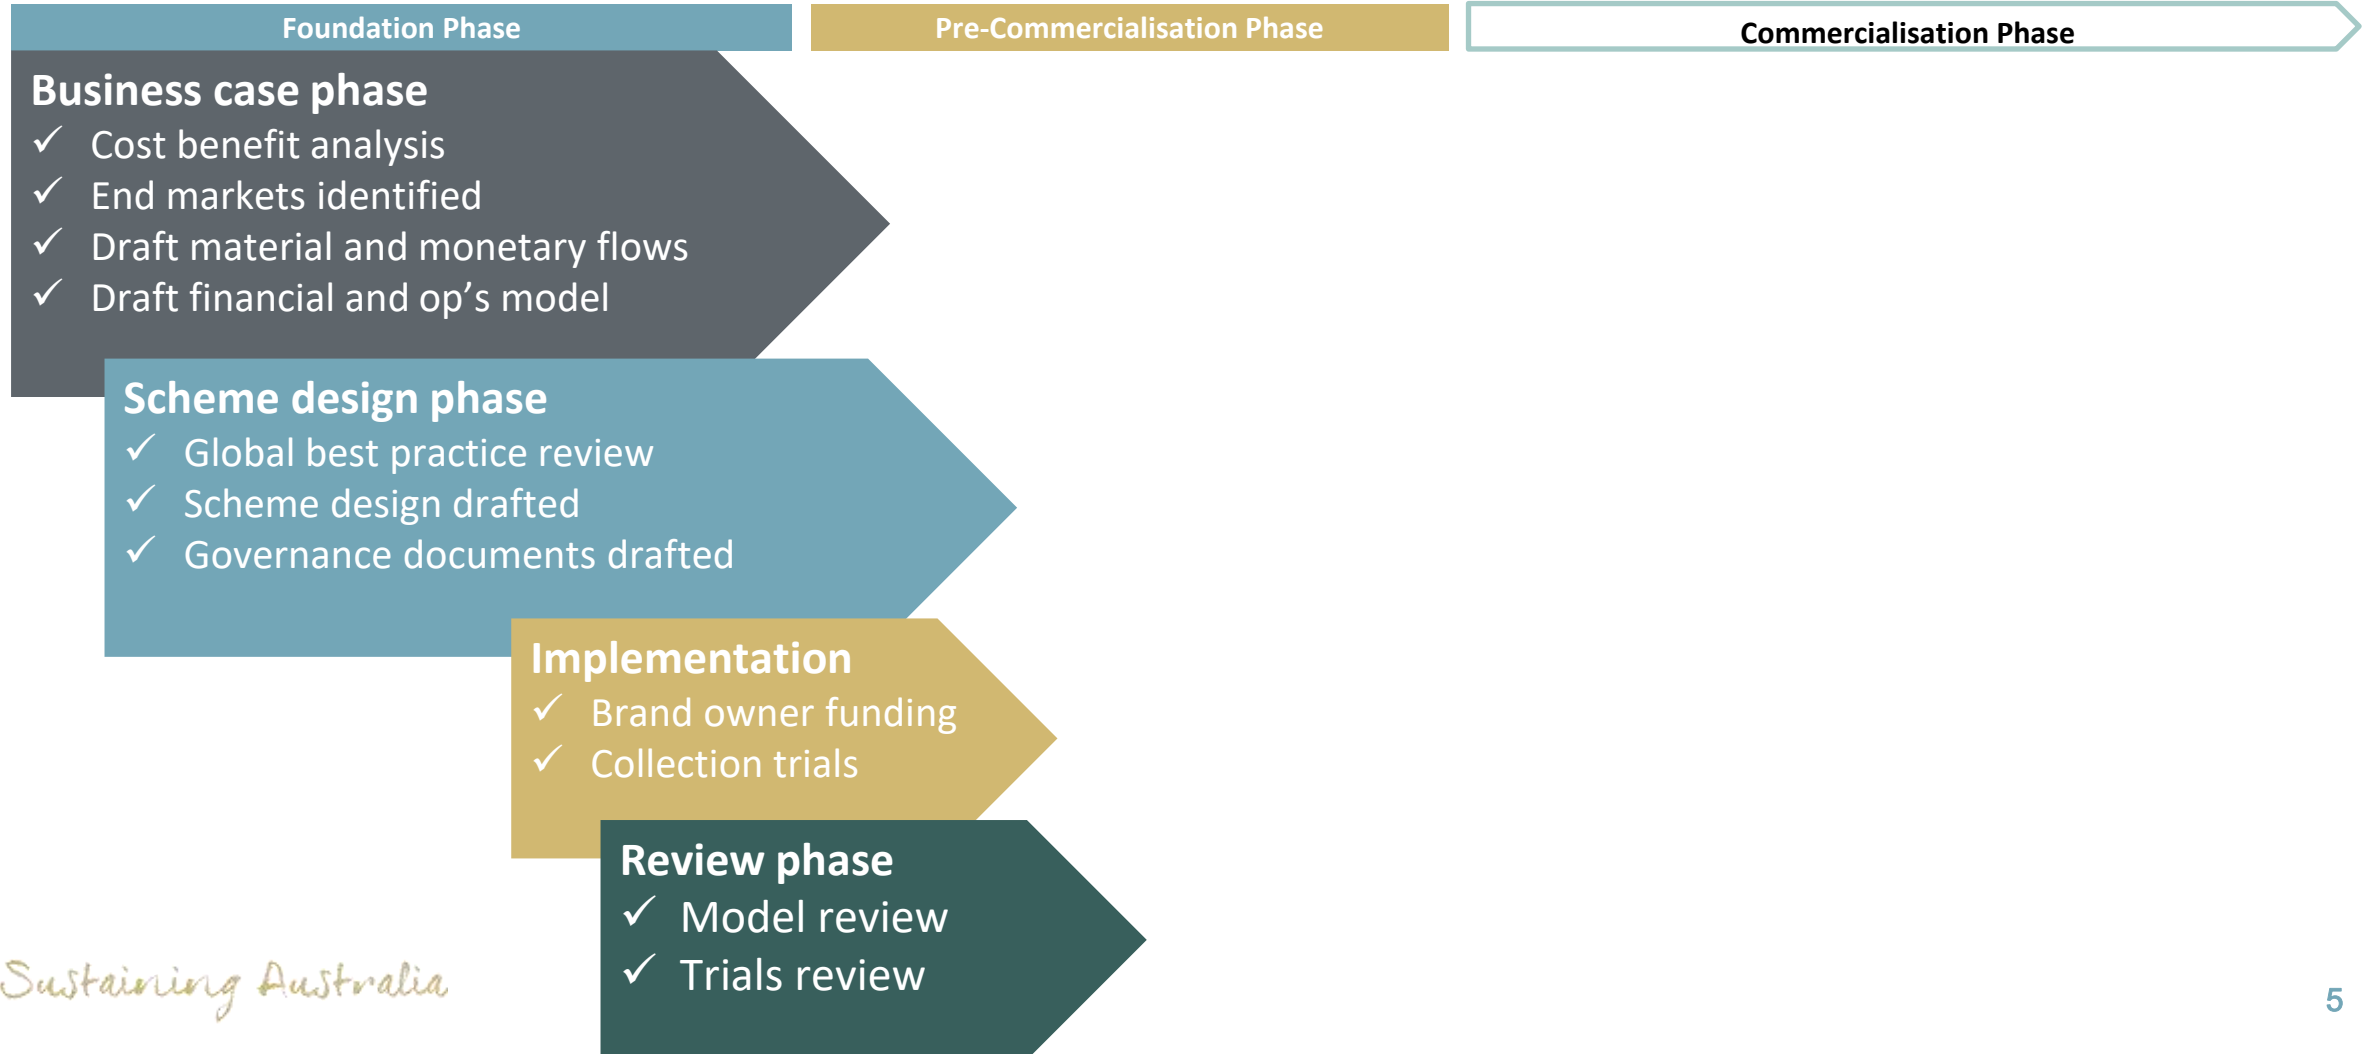 Foundation Phase
Pre-Commercialisation Phase
Commercialisation Phase
Business case phase
✓ Cost benefit analysis
✓ End markets identified
✓ Draft material and monetary flows
✓ Draft financial and op’s model
Scheme design phase
✓ Global best practice review
✓ Scheme design drafted
✓ Governance documents drafted
Implementation
✓ Brand owner funding
✓ Collection trials
Review phase
✓ Model review
✓ Trials review
Sustaining Australia
5